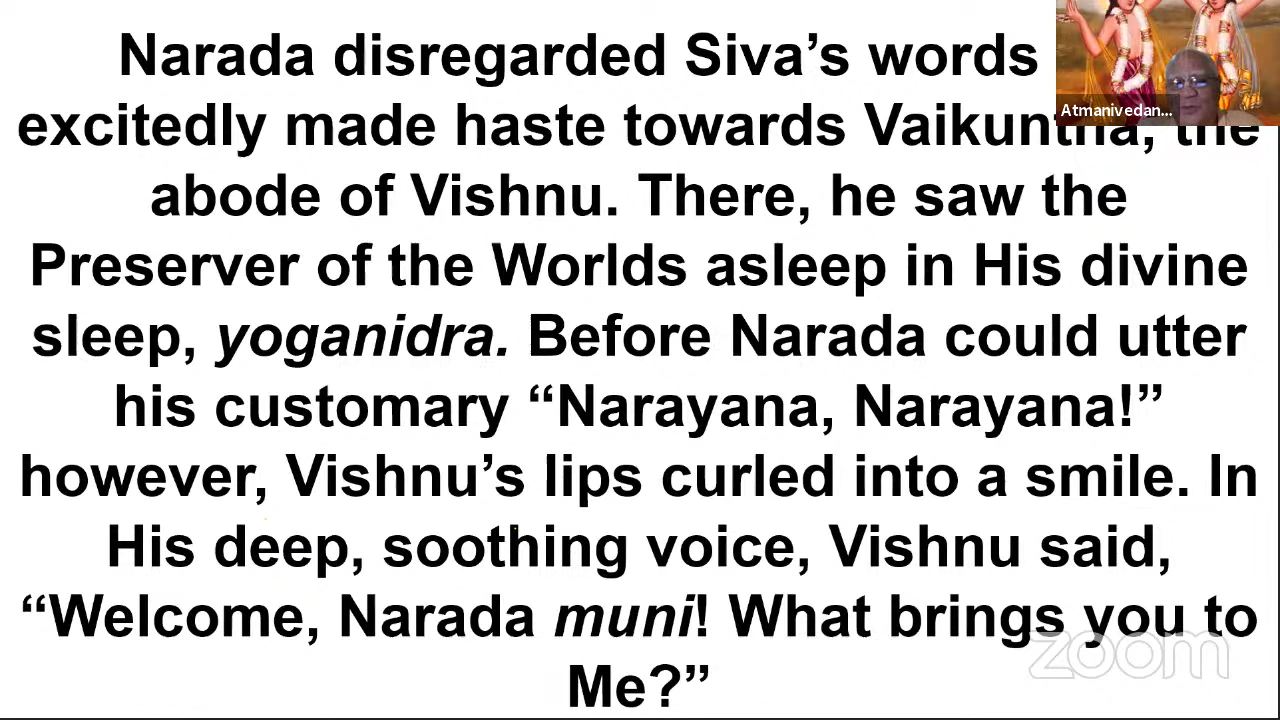 Narada disregarded Siva’s words
excitedly made haste towards Vaikuntha, the
abode of Vishnu. There, he saw the
Preserver of the Worlds asleep in His divine
sleep, yoganidra. Before Narada could utter
his customary “Narayana, Narayana!”
however, Vishnu’s lips curled into a smile. In
His deep, soothing voice, Vishnu said,
“Welcome, Narada muni! What brings you to
Me?”
Atmanivedan...
zoom